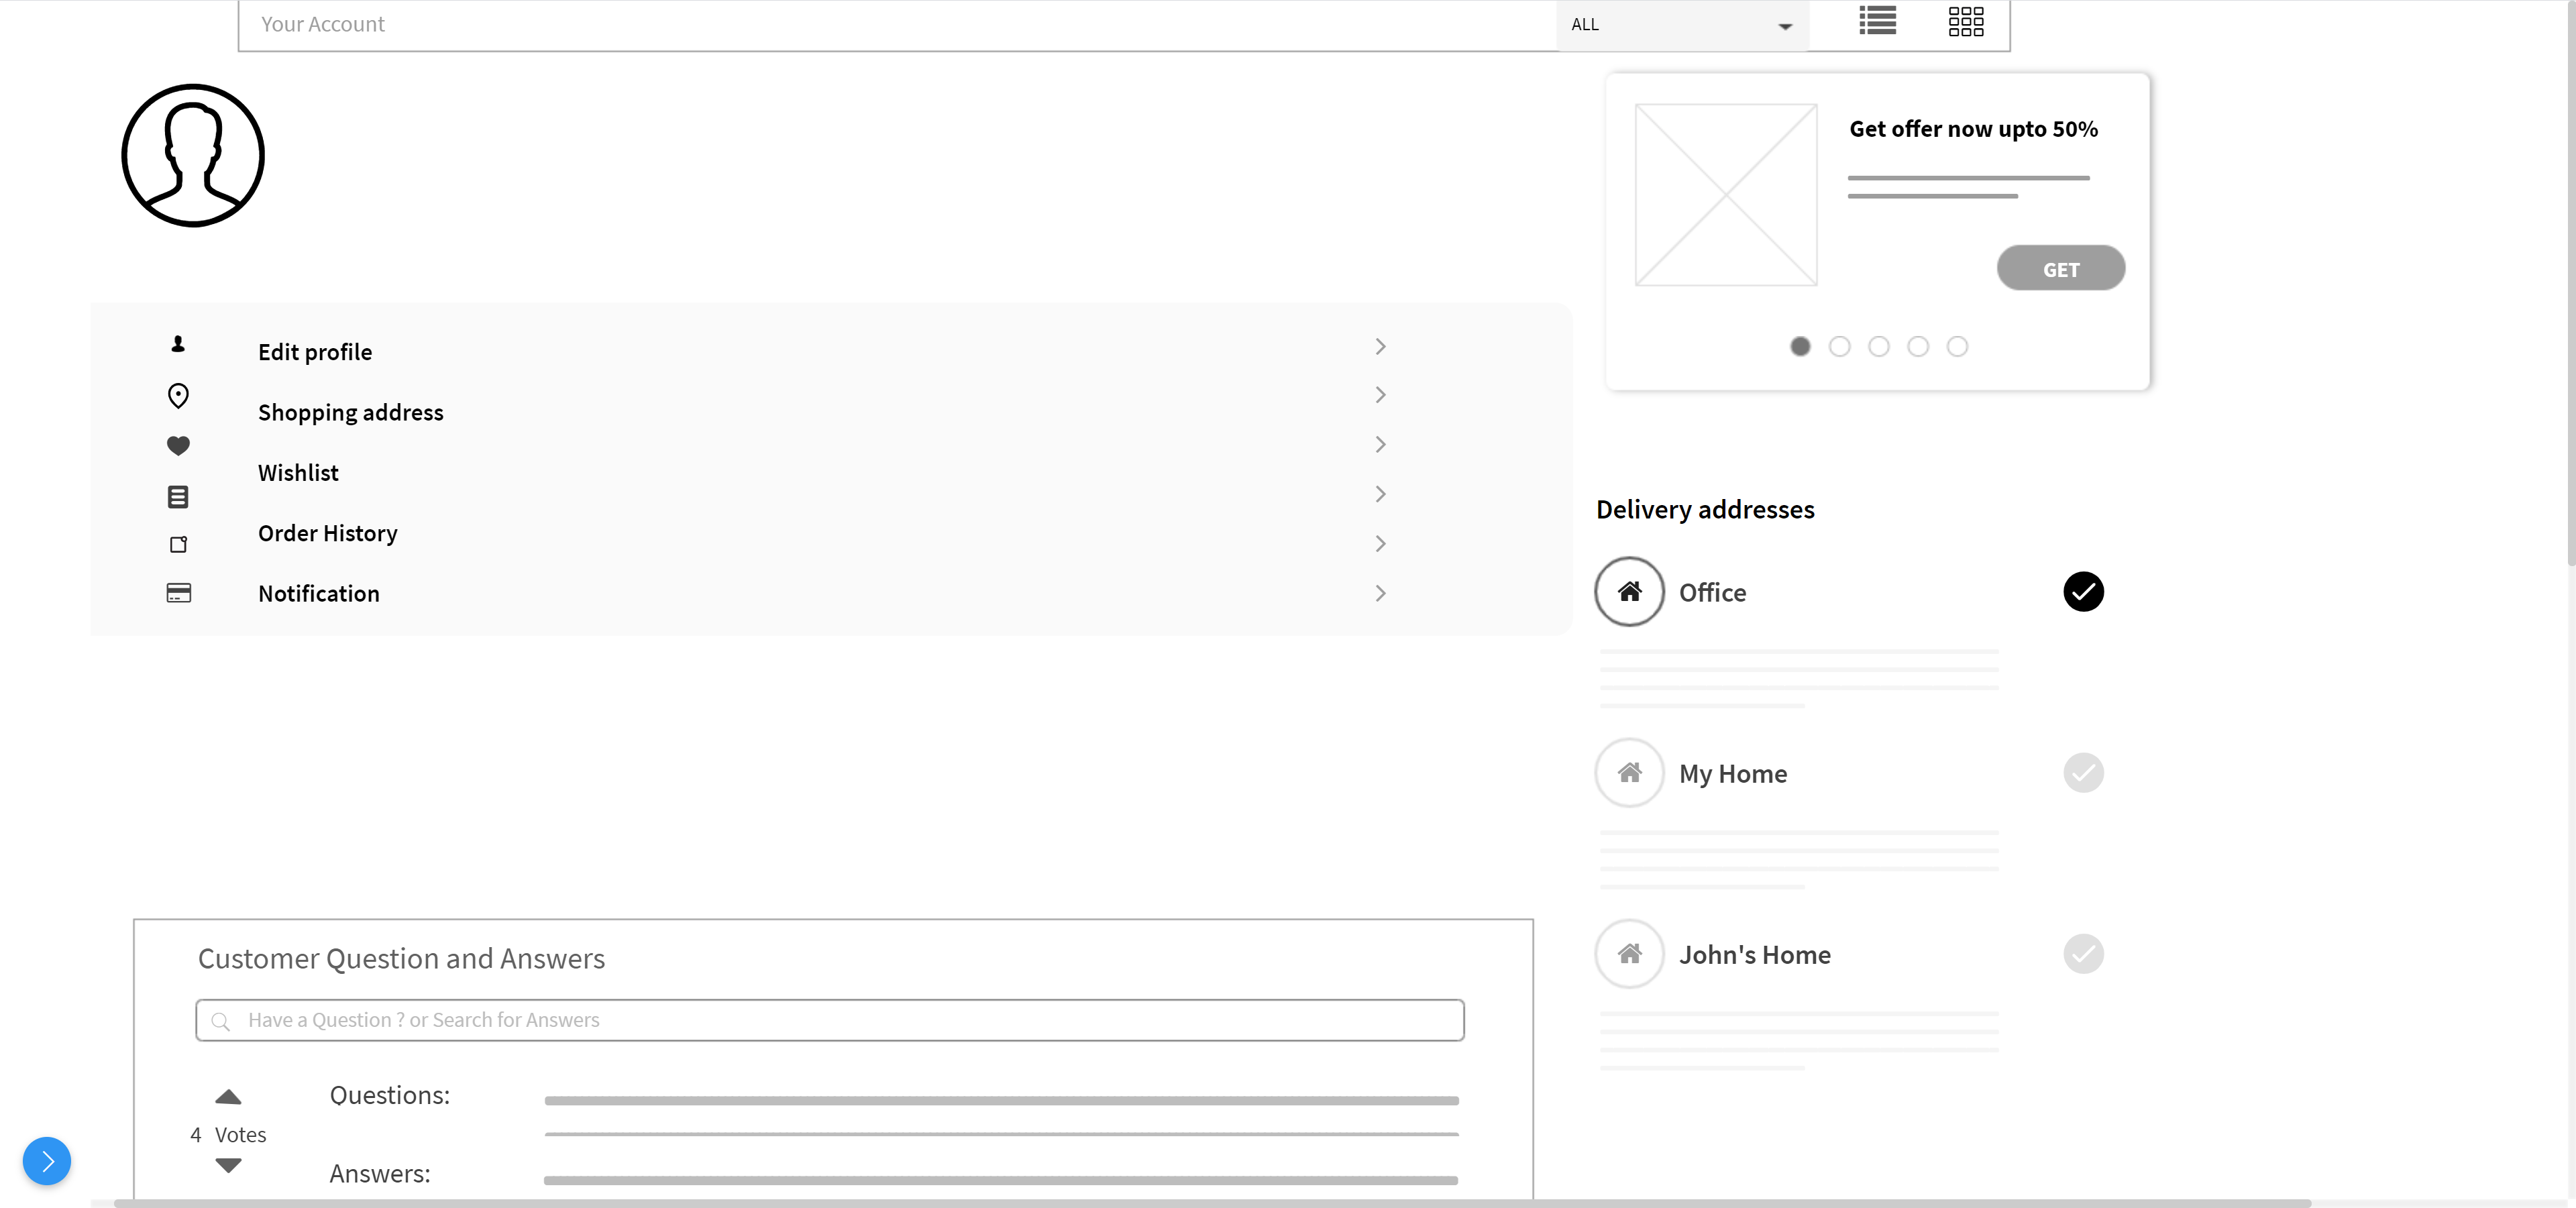 Your Account
ALL
Get offer now upto 50%
GET
Edit profile
Shopping address
Wishlist
Order History
Notification
Delivery addresses
Office
My Home
John's Home
Customer Question and Answers
Have a Question ? or Search for Answers
Questions:
4 Votes
Answers: